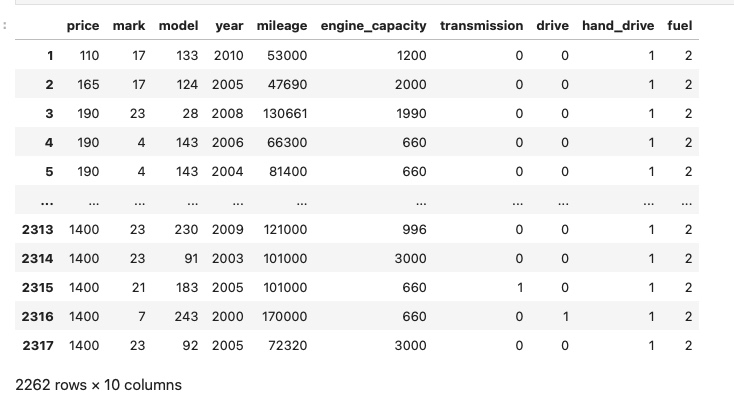 price mark model year mileage engine_capacity transmission drive hand_drive fuel
1 110 17 133 2010 53000 1200 0 0 1 2
2 165 17 124 2005 47690 2000 0 0 1 2
3 190 23 28 2008 130661 1990 0 0 1 2
4 190 4 143 2006 66300 660 0 0 1 2
5 190 4 143 2004 81400 660 0 0 1 2
... ... ... ... ... ... ... ... ... ... ...
2313 1400 23 230 2009 121000 996 0 0 1 2
2314 1400 23 91 2003 101000 3000 0 0 1 2
2315 1400 21 183 2005 101000 660 1 0 1 2
2316 1400 7 243 2000 170000 660 0 1 1 2
2317 1400 23 92 2005 72320 3000 0 0 1 2
2262 rows × 10 columns